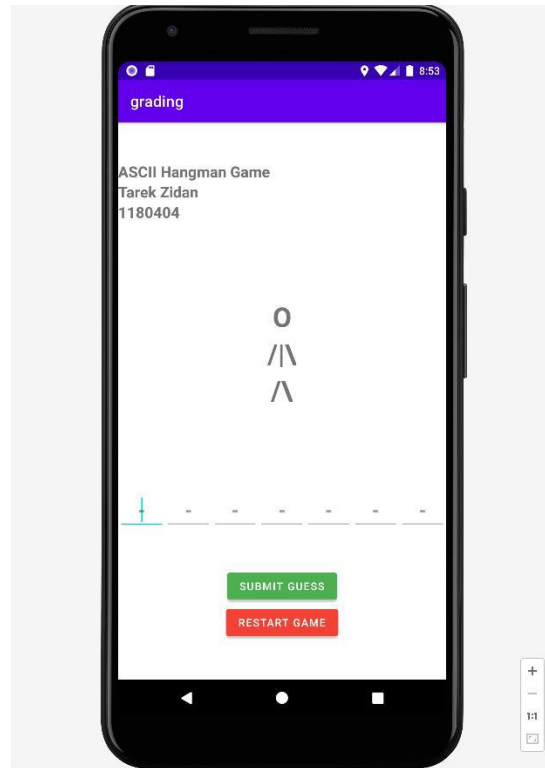 8:53
grading
ASCII Hangman Game
Tarek Zidan
1180404
O
/|\
/\
- - - - - - -
SUBMIT GUESS
RESTART GAME
1:1